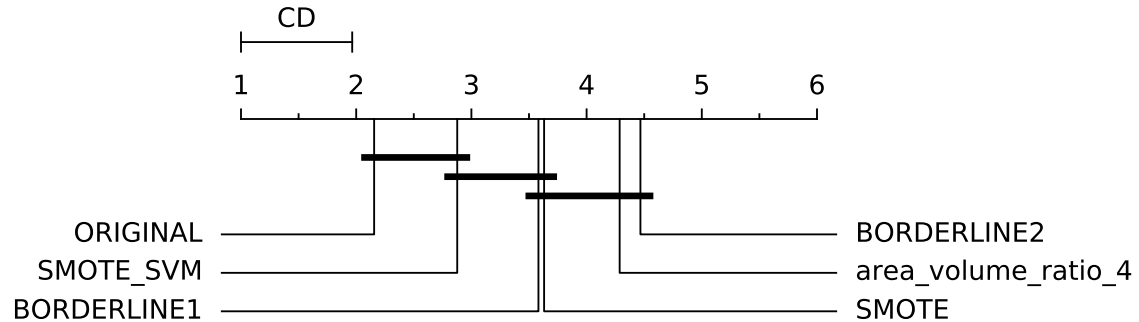 CD
1 2 3 4 5 6
ORIGINAL BORDERLINE2
SMOTE_SVM area_volume_ratio_4
BORDERLINE1 SMOTE